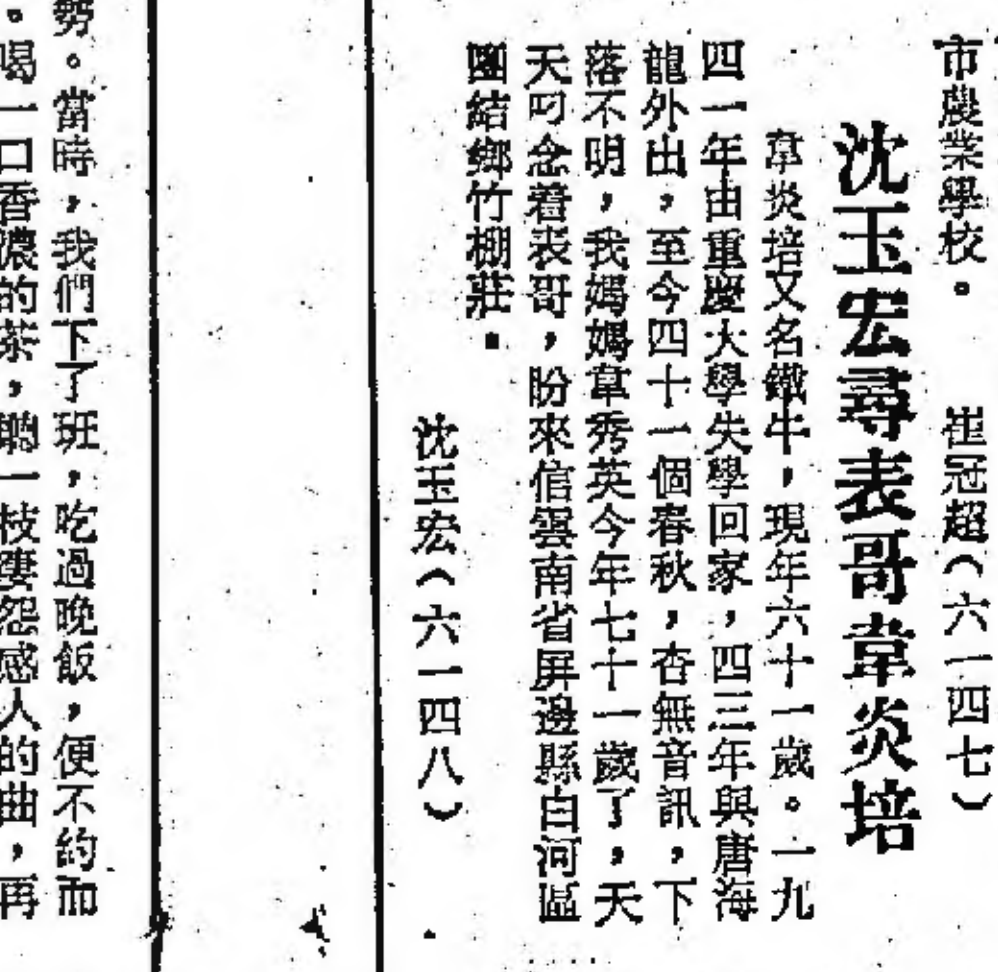 市農業學校。 崔冠超（六一四七）
沈玉宏尋表哥韋炎培
韋炎培又名鐵牛，現年六十一歲。一九
四一年由重慶大學失學回家，四三年與唐海
龍外出，至今四十一個春秋，杳無音訊，下
落不明，我媽媽韋秀英今年七十一歲了，天
天叼念着表哥，盼來信雲南省屏邊縣白河區
團結鄉竹棚莊。
沈玉宏（六一四八）
勢。當時，我們下了班，吃過晚飯，便不約而
。喝一口香濃的茶，聽一枝凄怨感人的曲，再